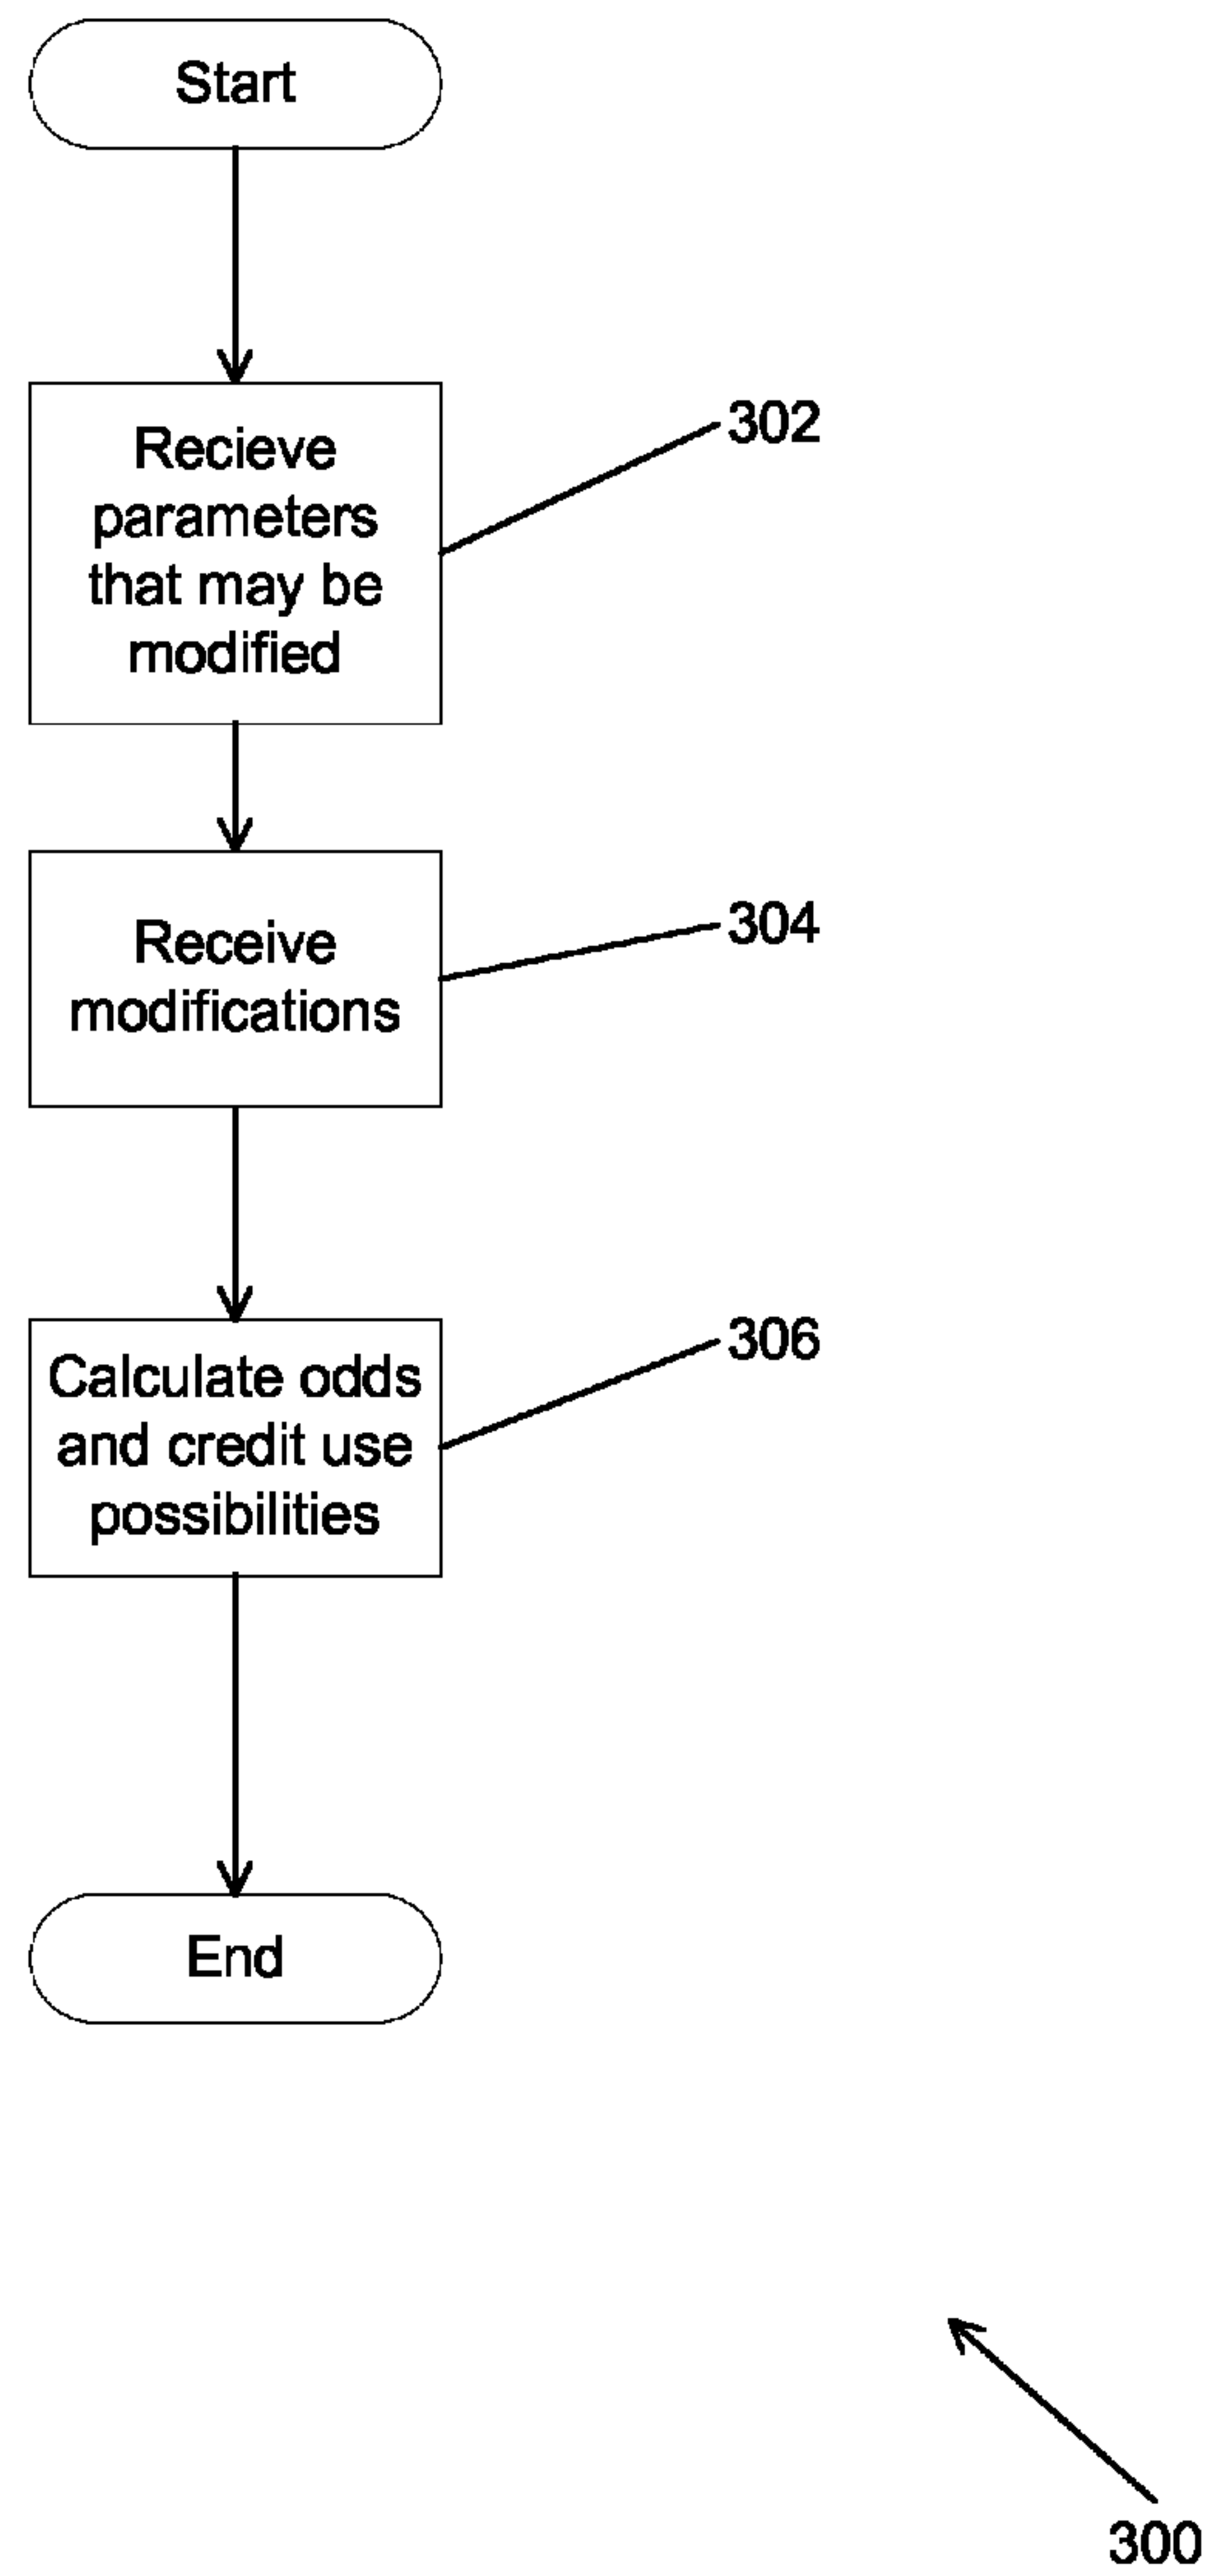 Start
Recieve
parameters
that may be
modified
302
Receive
modifications
304
Calculate odds
and credit use
possibilities
306
End
300